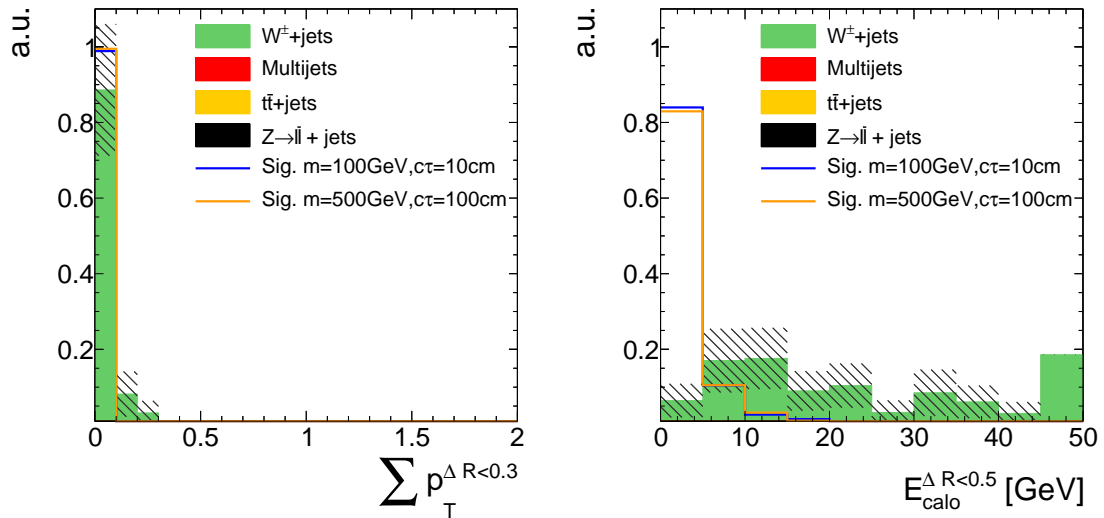 a.u.
W±+jets
Multijets
tt̄+jets
Z→ll̄ + jets
Sig. m=100GeV,cτ=10cm
Sig. m=500GeV,cτ=100cm
1
0.8
0.6
0.4
0.2
0 0.5 1 1.5 2
∑ p_T^{Δ R<0.3}
a.u.
W±+jets
Multijets
tt̄+jets
Z→ll̄ + jets
Sig. m=100GeV,cτ=10cm
Sig. m=500GeV,cτ=100cm
1
0.8
0.6
0.4
0.2
0 10 20 30 40 50
E_{calo}^{Δ R<0.5} [GeV]